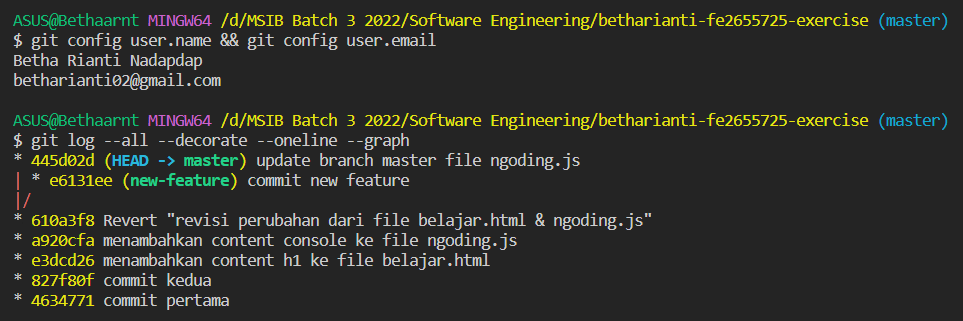 ASUS@Bethaarnt MINGW64 /d/MSIB Batch 3 2022/Software Engineering/betharianti-fe2655725-exercise (master)
$ git config user.name && git config user.email
Betha Rianti Nadapdap
betharianti02@gmail.com
ASUS@Bethaarnt MINGW64 /d/MSIB Batch 3 2022/Software Engineering/betharianti-fe2655725-exercise (master)
$ git log --all --decorate --oneline --graph
* 445d02d (HEAD -> master) update branch master file ngoding.js
| * e6131ee (new-feature) commit new feature
|/
* 610a3f8 Revert "revisi perubahan dari file belajar.html & ngoding.js"
* a920cfa menambahkan content console ke file ngoding.js
* e3dcd26 menambahkan content h1 ke file belajar.html
* 827f80f commit kedua
* 4634771 commit pertama